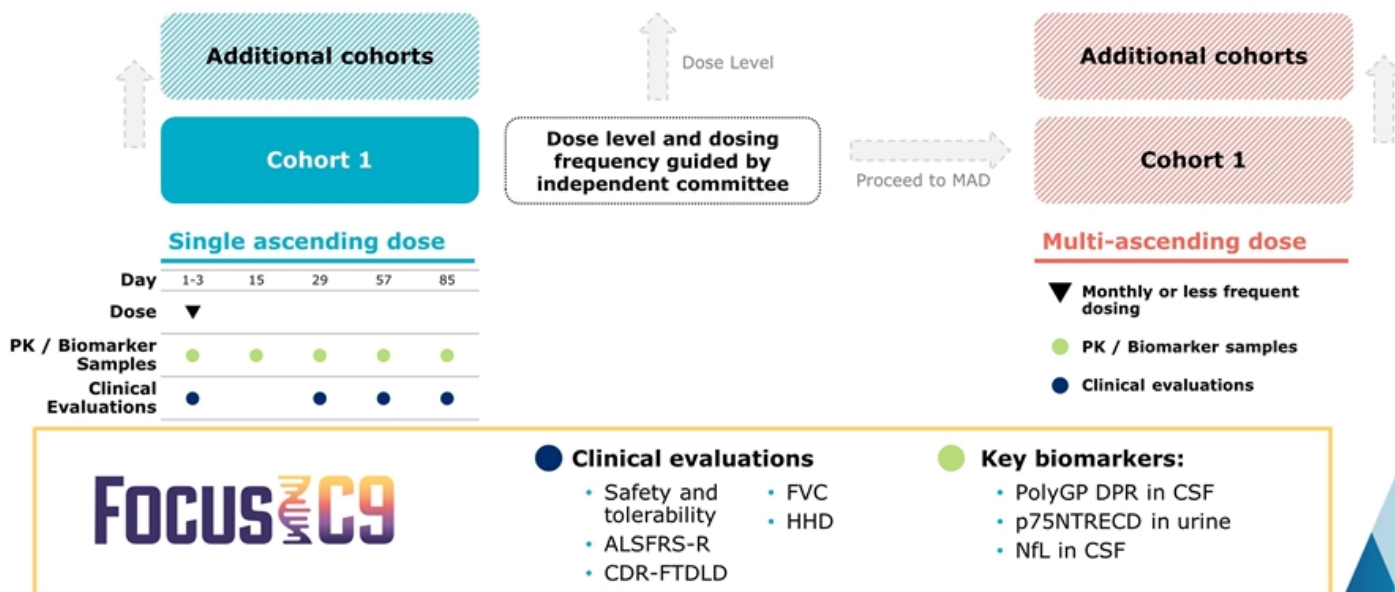 Additional cohorts
Cohort 1
Dose Level
Dose level and dosing
frequency guided by
independent committee
Proceed to MAD
Additional cohorts
Cohort 1
Single ascending dose
Day 1-3 15 29 57 85
Dose
PK / Biomarker
Samples
Clinical
Evaluations
Multi-ascending dose
Monthly or less frequent
dosing
PK / Biomarker samples
Clinical evaluations
FOCUS C9
Clinical evaluations
• Safety and
tolerability
• ALSFRS-R
• CDR-FTDLD
• FVC
• HHD
Key biomarkers:
• PolyGP DPR in CSF
• p75NTRECD in urine
• NfL in CSF